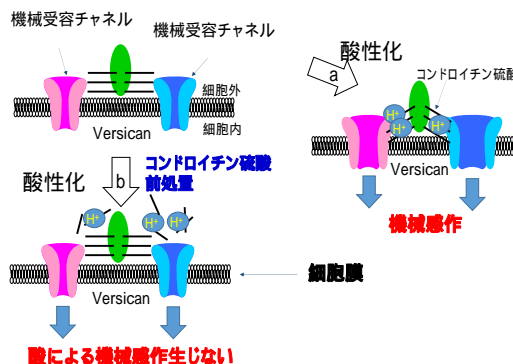 機械受容チャネル
機械受容チャネル
細胞外
Versican
細胞内
酸性化
a
コンドロイチン硫酸
H⁺
H⁺
H⁺
Versican
機械感作
酸性化
b
コンドロイチン硫酸
前処置
H⁺
H⁺
H⁺
Versican
細胞膜
酸による機械感作生じない